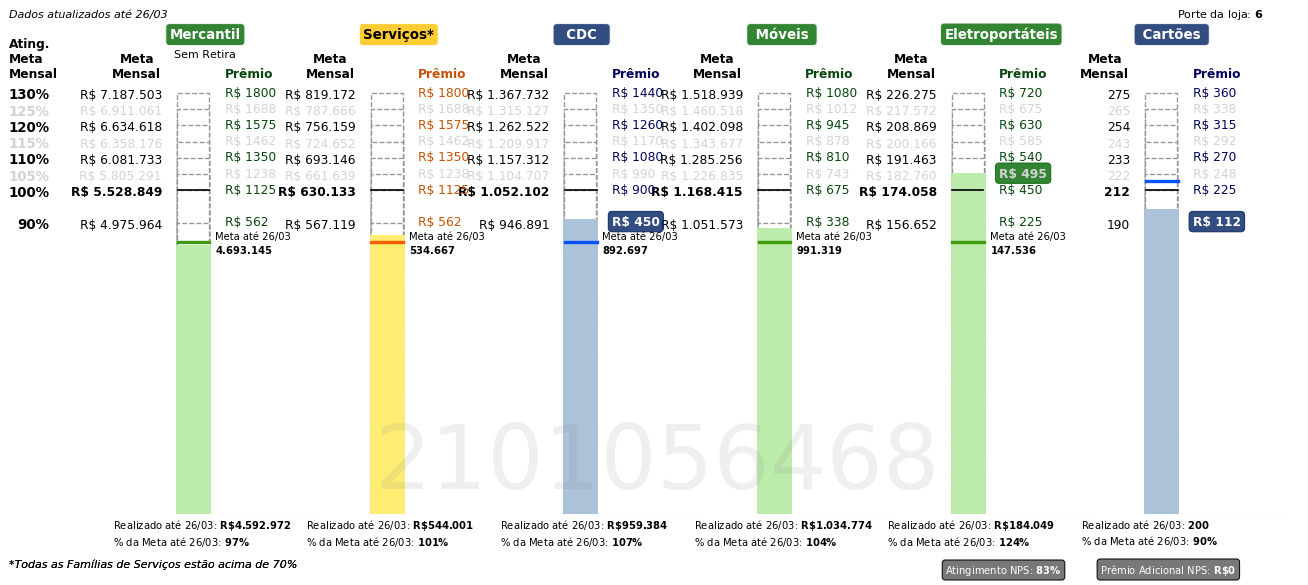 Dados atualizados até 26/03
Porte da loja: 6
Mercantil Serviços* CDC Móveis Eletroportáteis Cartões
Sem Retira
Ating. Meta Mensal
Meta Mensal Prêmio Meta Mensal Prêmio Meta Mensal Prêmio Meta Mensal Prêmio Meta Mensal Prêmio Meta Mensal Prêmio
130% R$ 7.187.503 R$ 1800 R$ 819.172 R$ 1800 R$ 1.367.732 R$ 1440 R$ 1.518.939 R$ 1080 R$ 226.275 R$ 720 275 R$ 360
125% R$ 6.911.061 R$ 1688 R$ 787.666 R$ 1688 R$ 1.315.127 R$ 1350 R$ 1.460.518 R$ 1012 R$ 217.572 R$ 675 265 R$ 338
120% R$ 6.634.618 R$ 1575 R$ 756.159 R$ 1575 R$ 1.262.522 R$ 1260 R$ 1.402.098 R$ 945 R$ 208.869 R$ 630 254 R$ 315
115% R$ 6.358.176 R$ 1462 R$ 724.652 R$ 1462 R$ 1.209.917 R$ 1170 R$ 1.343.677 R$ 878 R$ 200.166 R$ 585 243 R$ 292
110% R$ 6.081.733 R$ 1350 R$ 693.146 R$ 1350 R$ 1.157.312 R$ 1080 R$ 1.285.256 R$ 810 R$ 191.463 R$ 540 233 R$ 270
105% R$ 5.805.291 R$ 1238 R$ 661.639 R$ 1238 R$ 1.104.707 R$ 990 R$ 1.226.835 R$ 743 R$ 182.760 R$ 495 222 R$ 248
100% R$ 5.528.849 R$ 1125 R$ 630.133 R$ 1125 R$ 1.052.102 R$ 900 R$ 1.168.415 R$ 675 R$ 174.058 R$ 450 212 R$ 225
90% R$ 4.975.964 R$ 562 R$ 567.119 R$ 562 R$ 946.891 R$ 450 R$ 1.051.573 R$ 338 R$ 156.652 R$ 225 190 R$ 112
Meta até 26/03 Meta até 26/03 Meta até 26/03 Meta até 26/03 Meta até 26/03
4.693.145 534.667 892.697 991.319 147.536
2101056468
Realizado até 26/03: R$4.592.972 Realizado até 26/03: R$544.001 Realizado até 26/03: R$959.384 Realizado até 26/03: R$1.034.774 Realizado até 26/03: R$184.049 Realizado até 26/03: 200
% da Meta até 26/03: 97% % da Meta até 26/03: 101% % da Meta até 26/03: 107% % da Meta até 26/03: 104% % da Meta até 26/03: 124% % da Meta até 26/03: 90%
*Todas as Famílias de Serviços estão acima de 70%
Atingimento NPS: 83% Prêmio Adicional NPS: R$0